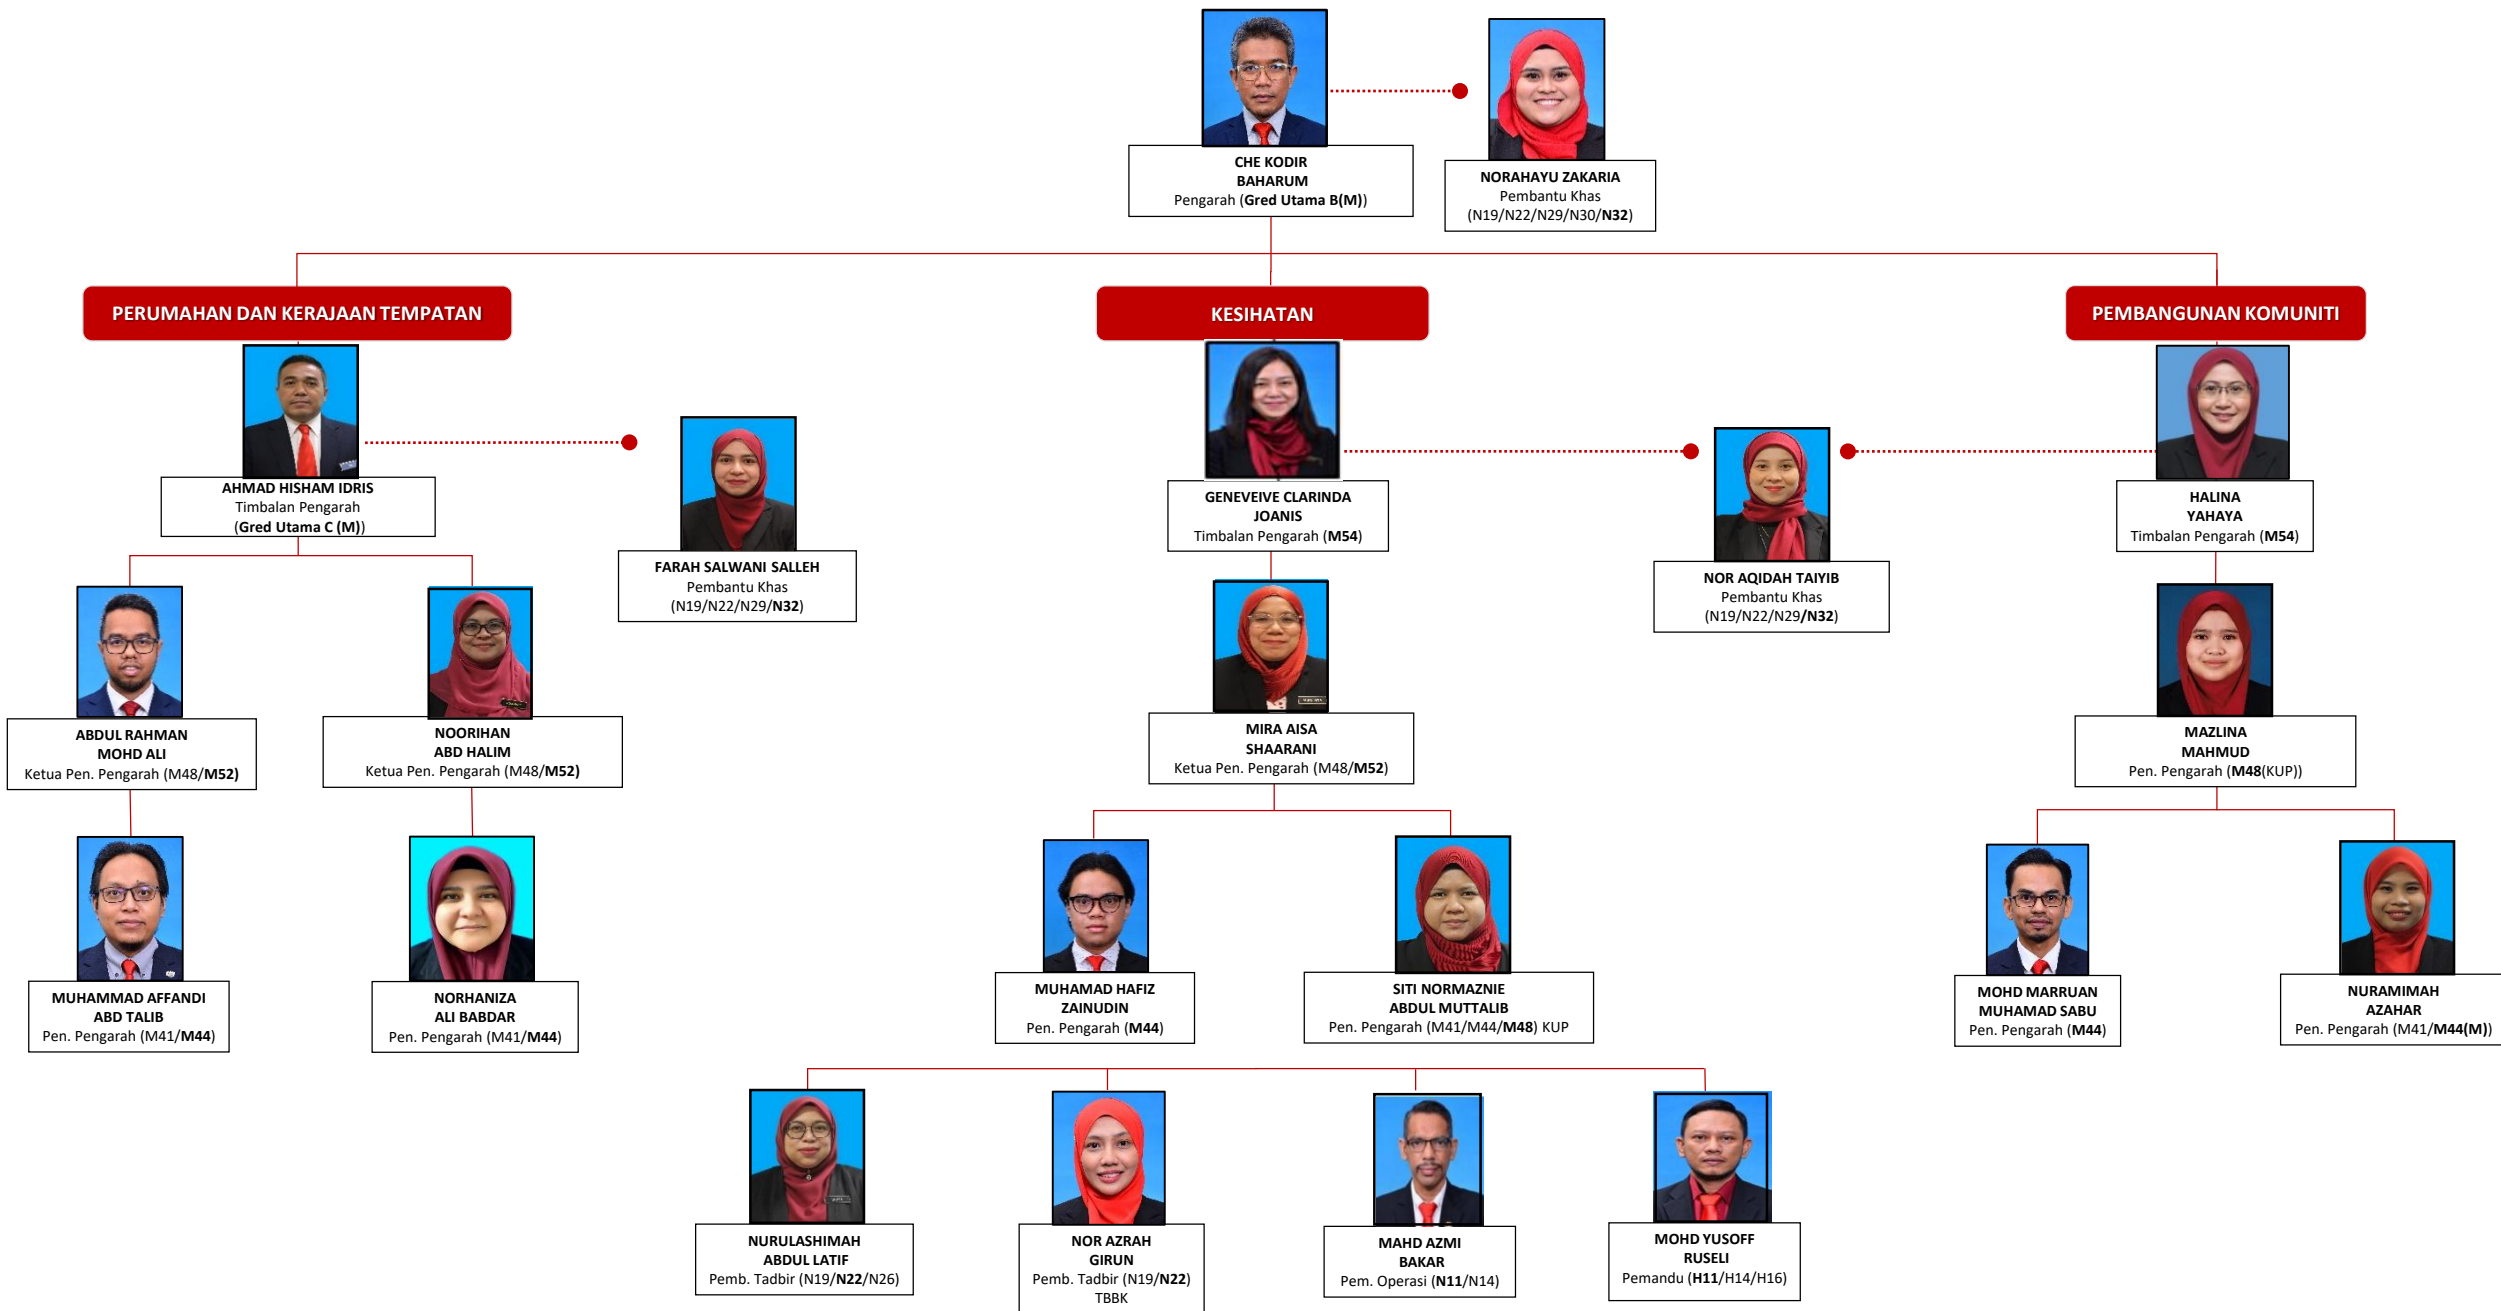 CHE KODIR
BAHARUM
Pengarah (Gred Utama B(M))
NORAHAYU ZAKARIA
Pembantu Khas
(N19/N22/N29/N30/N32)
PERUMAHAN DAN KERAJAAN TEMPATAN
KESIHATAN
PEMBANGUNAN KOMUNITI
AHMAD HISHAM IDRIS
Timbalan Pengarah
(Gred Utama C (M))
FARAH SALWANI SALLEH
Pembantu Khas
(N19/N22/N29/N32)
GENEVEIVE CLARINDA
JOANIS
Timbalan Pengarah (M54)
NOR AQIDAH TAIYIB
Pembantu Khas
(N19/N22/N29/N32)
HALINA
YAHAYA
Timbalan Pengarah (M54)
ABDUL RAHMAN
MOHD ALI
Ketua Pen. Pengarah (M48/M52)
NOORIHAN
ABD HALIM
Ketua Pen. Pengarah (M48/M52)
MIRA AISA
SHAARANI
Ketua Pen. Pengarah (M48/M52)
MAZLINA
MAHMUD
Pen. Pengarah (M48(KUP))
MUHAMMAD AFFANDI
ABD TALIB
Pen. Pengarah (M41/M44)
NORHANIZA
ALI BABDAR
Pen. Pengarah (M41/M44)
MUHAMAD HAFIZ
ZAINUDIN
Pen. Pengarah (M44)
SITI NORMAZNIE
ABDUL MUTTALIB
Pen. Pengarah (M41/M44/M48) KUP
MOHD MARRUAN
MUHAMAD SABU
Pen. Pengarah (M44)
NURAMIMAH
AZAHAR
Pen. Pengarah (M41/M44(M))
NURULASHIMAH
ABDUL LATIF
Pemb. Tadbir (N19/N22/N26)
NOR AZRAH
GIRUN
Pemb. Tadbir (N19/N22)
TBBK
MAHD AZMI
BAKAR
Pem. Operasi (N11/N14)
MOHD YUSOFF
RUSELI
Pemandu (H11/H14/H16)